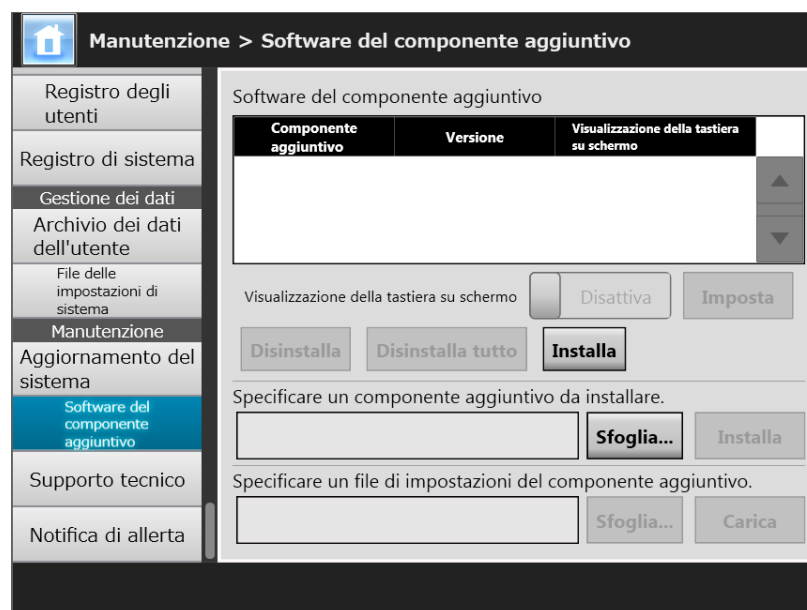 Manutenzione > Software del componente aggiuntivo
Registro degli
utenti
Registro di sistema
Gestione dei dati
Archivio dei dati
dell'utente
File delle
impostazioni di
sistema
Manutenzione
Aggiornamento del
sistema
Software del
componente
aggiuntivo
Supporto tecnico
Notifica di allerta
Software del componente aggiuntivo
Componente
aggiuntivo
Versione
Visualizzazione della tastiera
su schermo
Visualizzazione della tastiera su schermo
Disattiva
Imposta
Disinstalla
Disinstalla tutto
Installa
Specificare un componente aggiuntivo da installare.
Sfoglia...
Installa
Specificare un file di impostazioni del componente aggiuntivo.
Sfoglia...
Carica